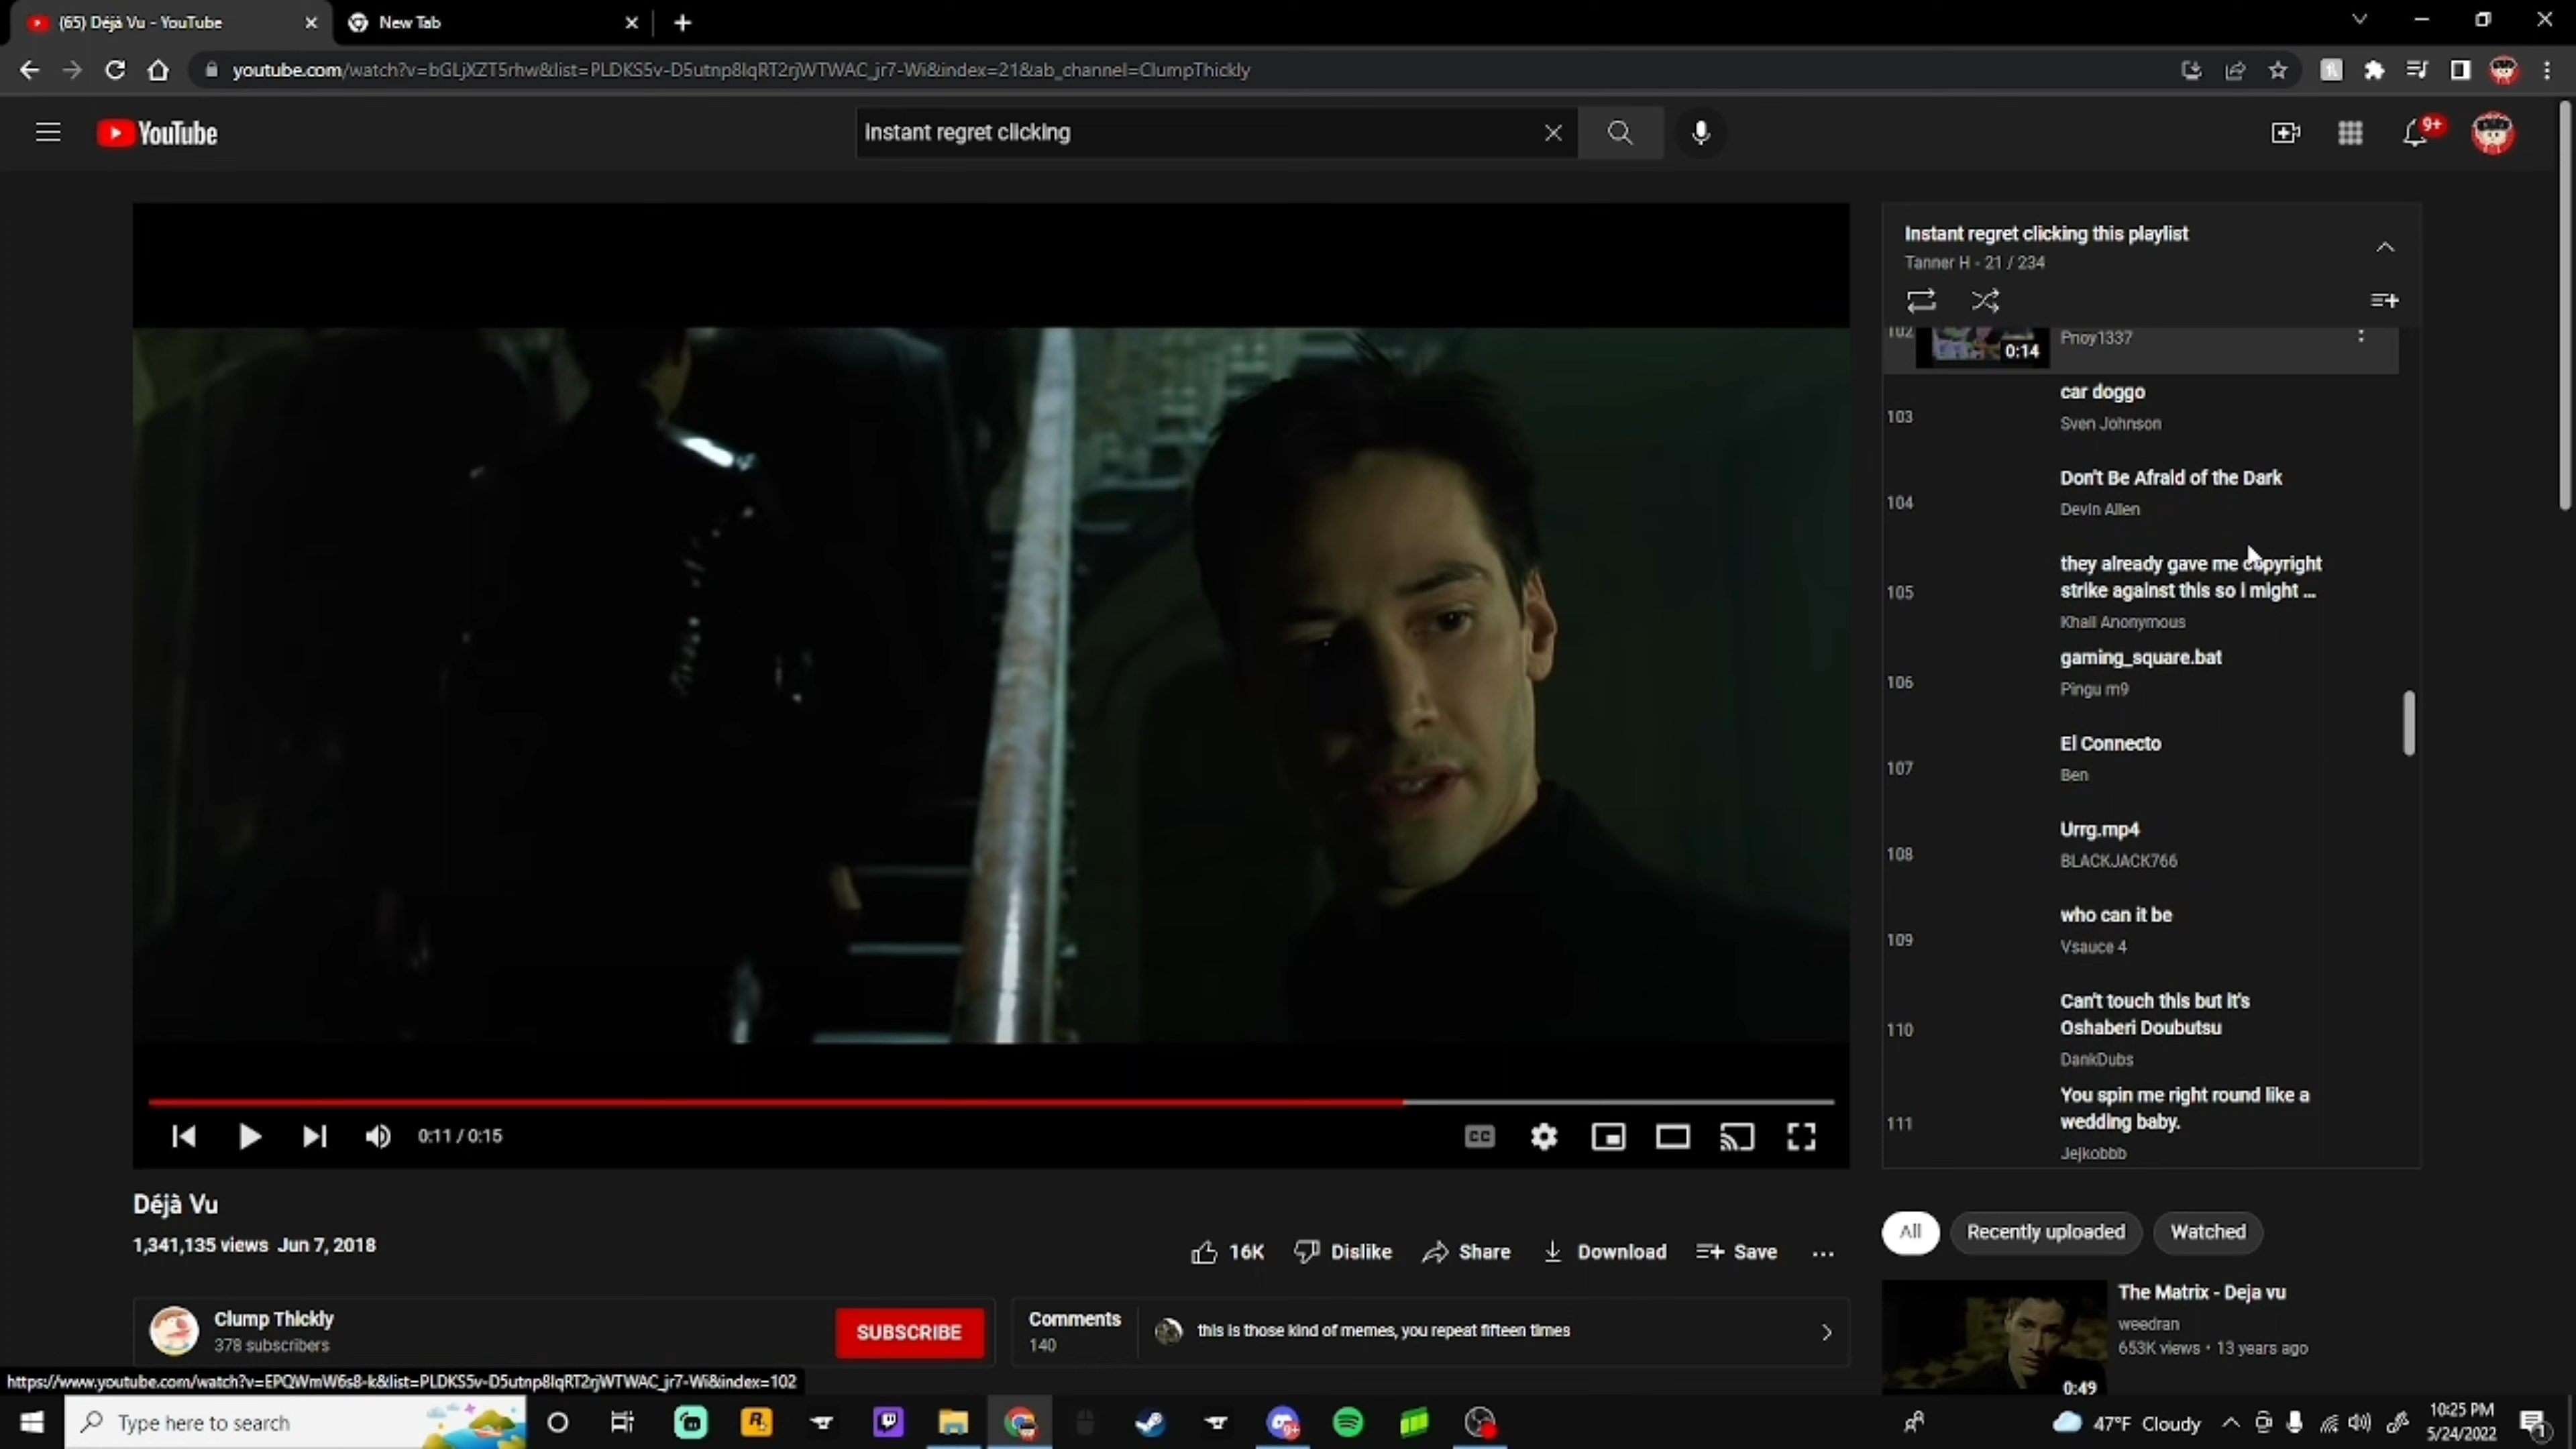 (65) Déjà Vu - YouTube
New Tab
youtube.com/watch?v=bGLjXZT5rhw&list=PLDKS5v-D5utnp8lqRT2rjWTWAC_jr7-Wi&index=21&ab_channel=ClumpThickly
YouTube
instant regret clicking
9+
Instant regret clicking this playlist
Tanner H - 21 / 234
102
0:14
Pnoy1337
103
car doggo
Sven Johnson
104
Don't Be Afraid of the Dark
Devin Allen
105
they already gave me copyright
strike against this so i might ...
Khail Anonymous
106
gaming_square.bat
Pingu m9
107
El Connecto
Ben
108
Urrg.mp4
BLACKJACK766
109
who can it be
Vsauce 4
110
Can't touch this but it's
Oshaberi Doubutsu
DankDubs
111
You spin me right round like a
wedding baby.
Jejkobbb
0:11 / 0:15
CC
Déjà Vu
1,341,135 views Jun 7, 2018
16K
Dislike
Share
Download
Save
All
Recently uploaded
Watched
Clump Thickly
378 subscribers
SUBSCRIBE
Comments
140
this is those kind of memes, you repeat fifteen times
The Matrix - Deja vu
weedran
653K views • 13 years ago
0:49
https://www.youtube.com/watch?v=EPQWmW6s8-k&list=PLDKS5v-D5utnp8lqRT2rjWTWAC_jr7-Wi&index=102
Type here to search
9+
47°F Cloudy
10:25 PM
5/24/2022
1